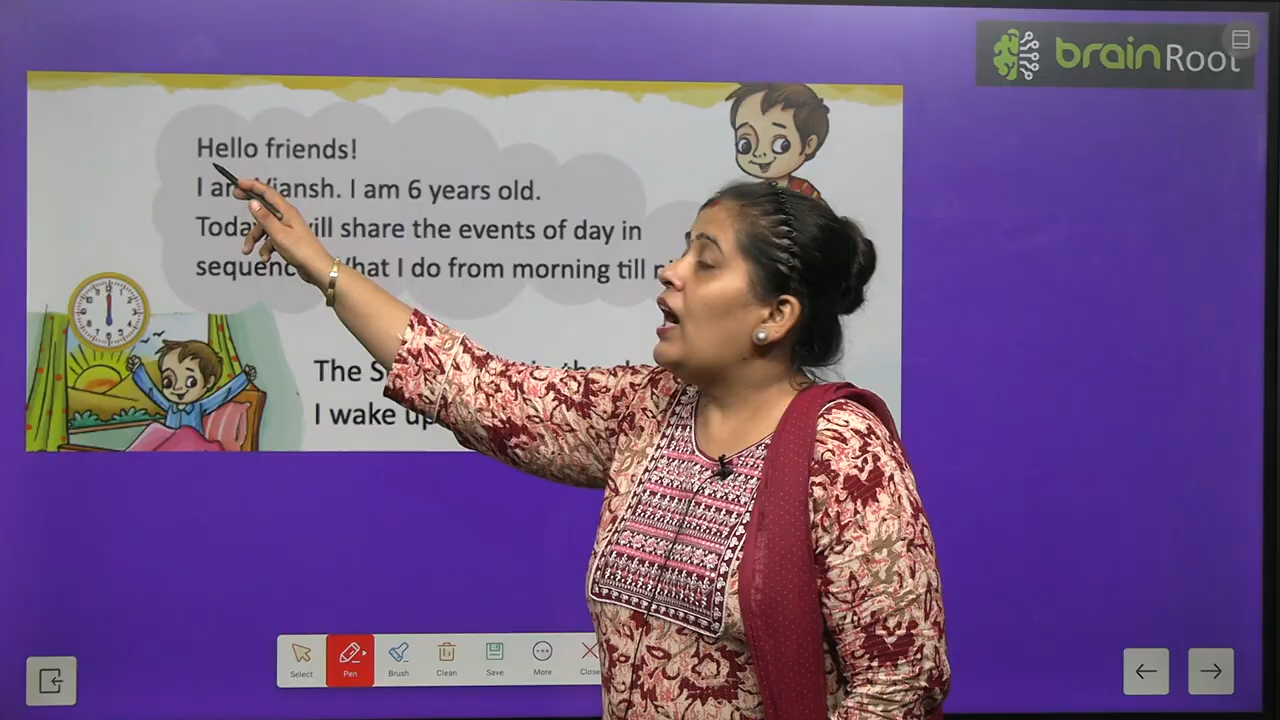 brainRoot
Hello friends!
I am Viansh. I am 6 years old.
Today will share the events of day in
sequence What I do from morning till
The
I wake up
Select Pen Brush Clean Save More Close